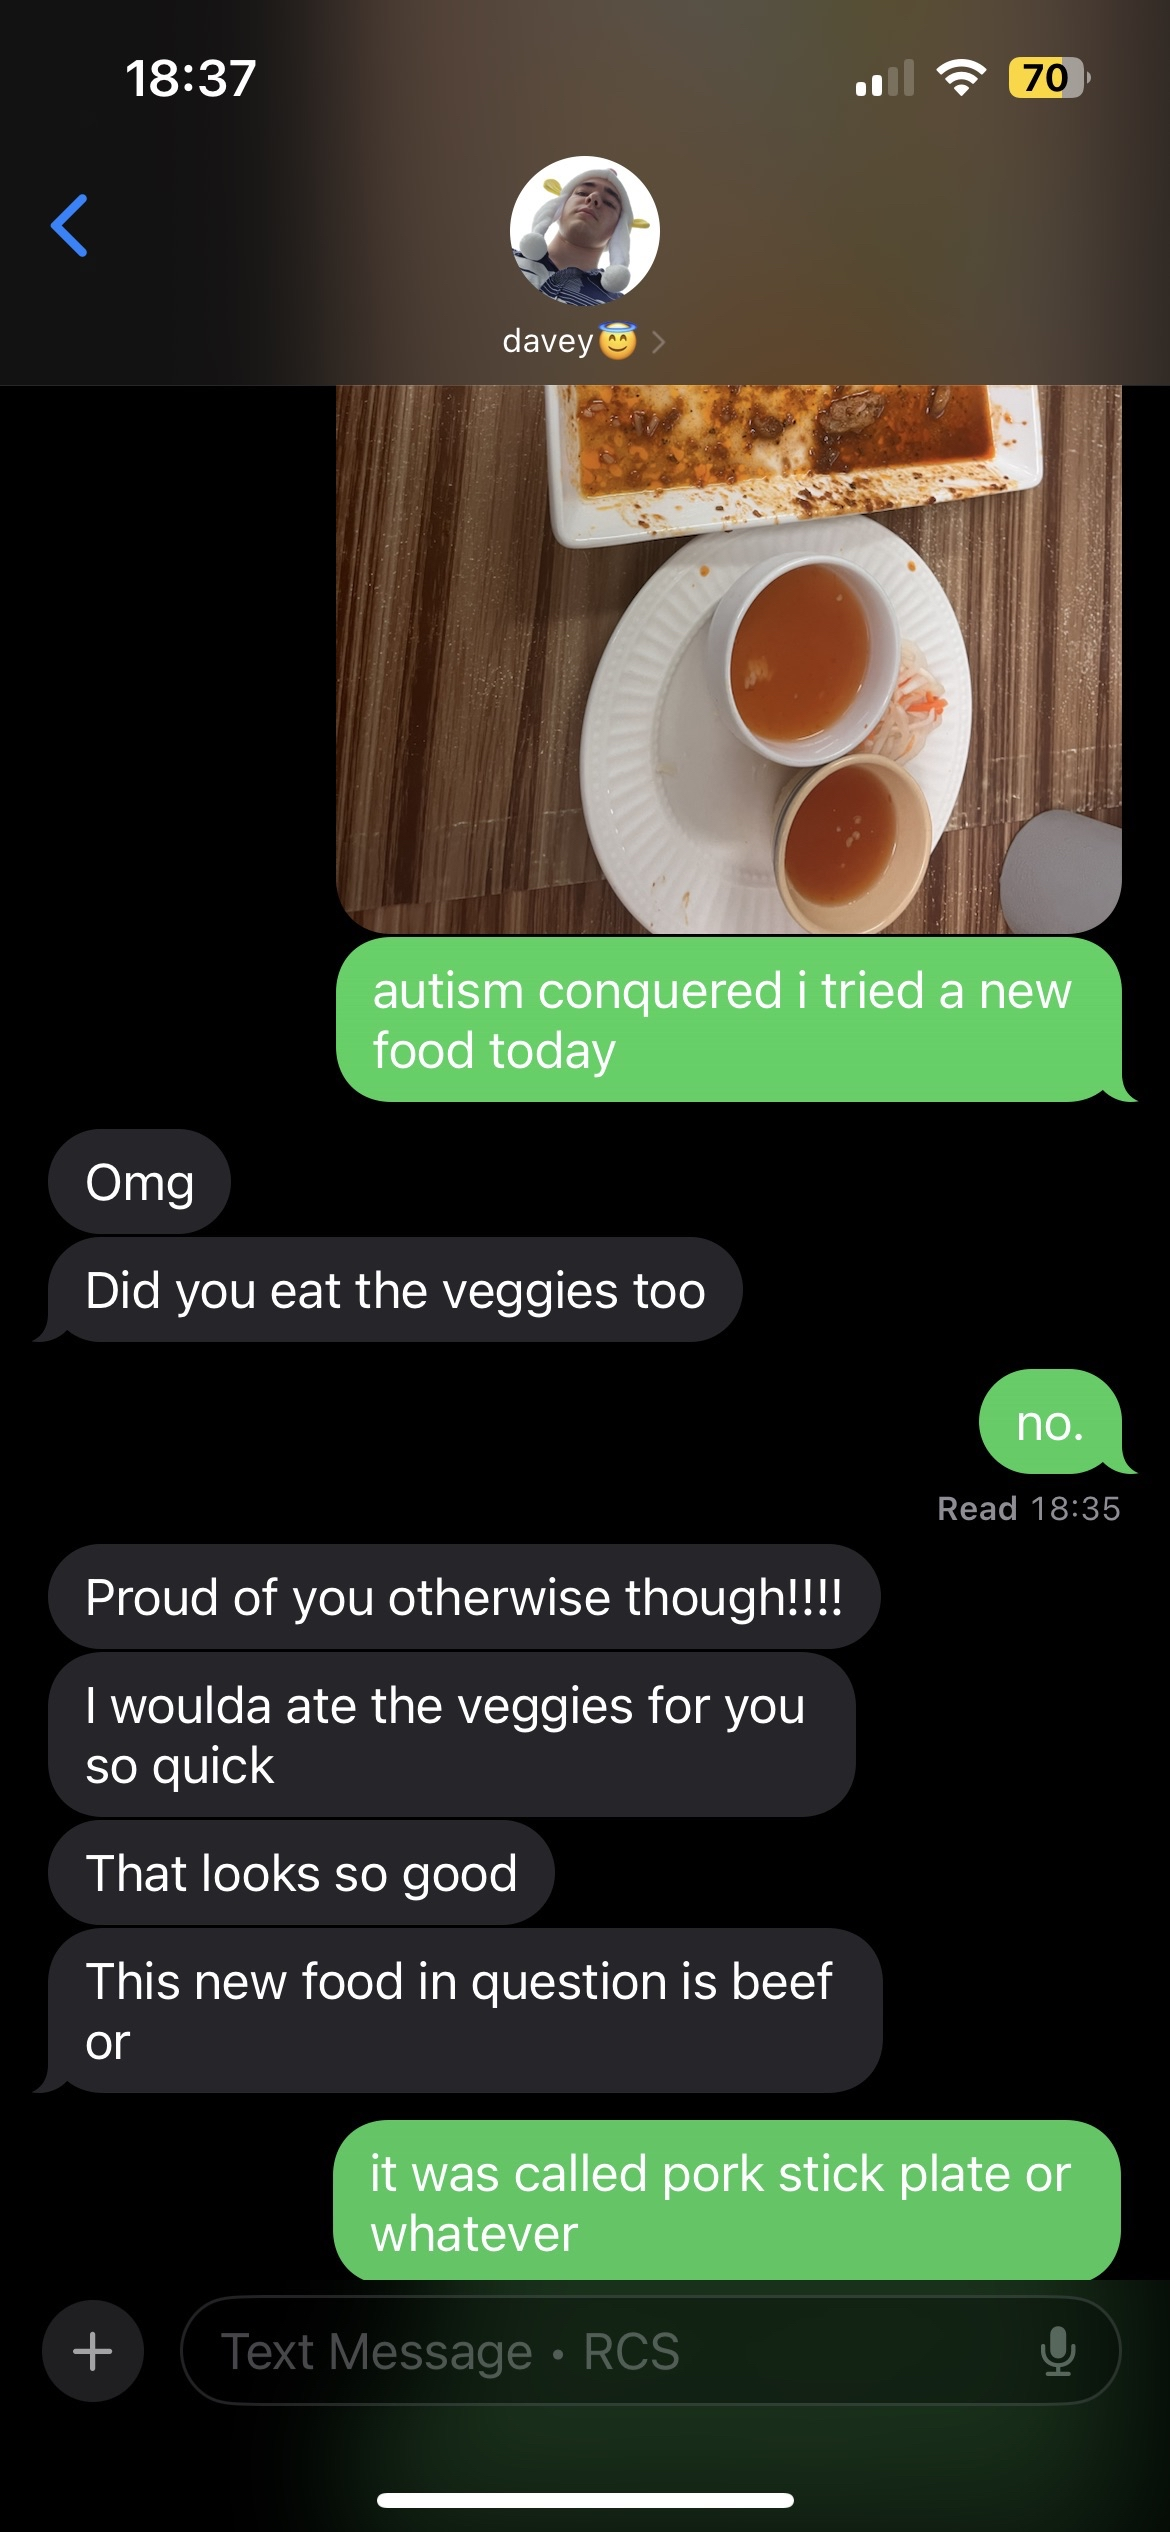 18:37
70
davey😇
autism conquered i tried a new
food today
Omg
Did you eat the veggies too
no.
Read 18:35
Proud of you otherwise though!!!!
I woulda ate the veggies for you
so quick
That looks so good
This new food in question is beef
or
it was called pork stick plate or
whatever
Text Message • RCS